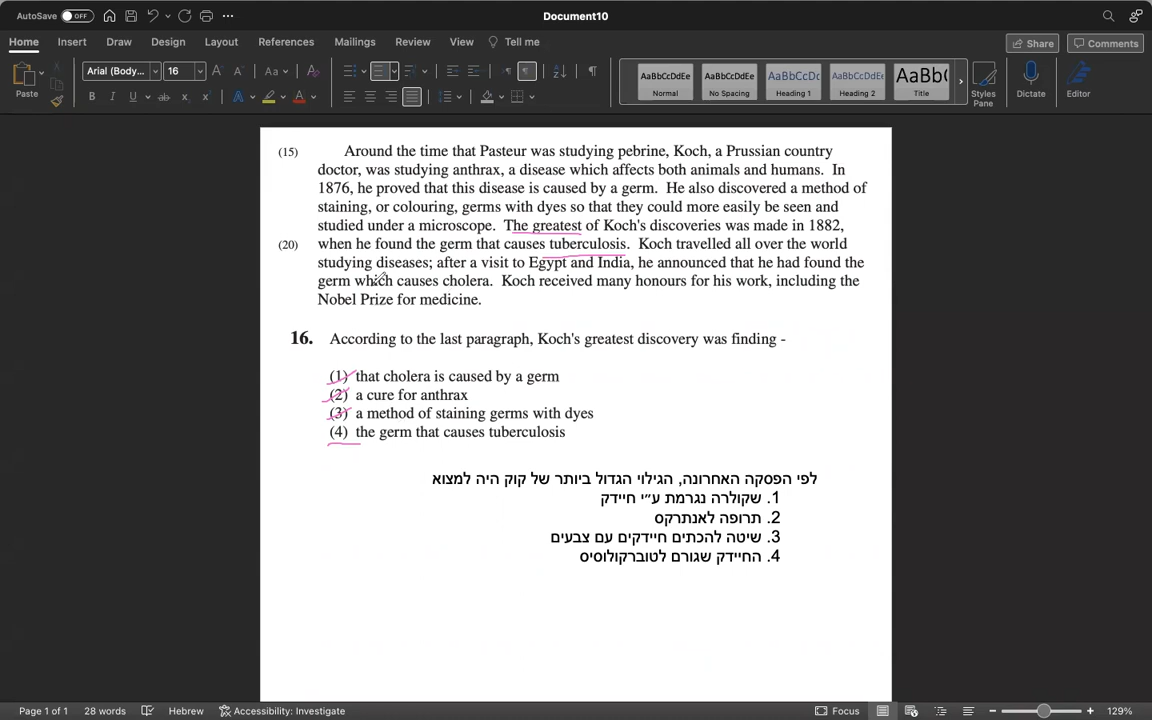 AutoSave OFF Document10
Home Insert Draw Design Layout References Mailings Review View Tell me Share Comments
Paste Arial (Body... 16 Aa AaBbCcDdEe Normal AaBbCcDdEe No Spacing AaBbCcDc Heading 1 AaBbCcDdEe Heading 2 AaBb( Title Styles Pane Dictate Editor
B I U ab x A A
(15) Around the time that Pasteur was studying pebrine, Koch, a Prussian country
doctor, was studying anthrax, a disease which affects both animals and humans. In
1876, he proved that this disease is caused by a germ. He also discovered a method of
staining, or colouring, germs with dyes so that they could more easily be seen and
studied under a microscope. The greatest of Koch's discoveries was made in 1882,
(20) when he found the germ that causes tuberculosis. Koch travelled all over the world
studying diseases; after a visit to Egypt and India, he announced that he had found the
germ which causes cholera. Koch received many honours for his work, including the
Nobel Prize for medicine.
16. According to the last paragraph, Koch's greatest discovery was finding -
(1) that cholera is caused by a germ
(2) a cure for anthrax
(3) a method of staining germs with dyes
(4) the germ that causes tuberculosis
לפי הפסקה האחרונה, הגילוי הגדול ביותר של קוק היה למצוא
1. שקולרה נגרמת ע״י חיידק
2. תרופה לאנתרקס
3. שיטה להכתים חיידקים עם צבעים
4. החיידק שגורם לטוברקולוסיס
Page 1 of 1 28 words Hebrew Accessibility: Investigate Focus 129%